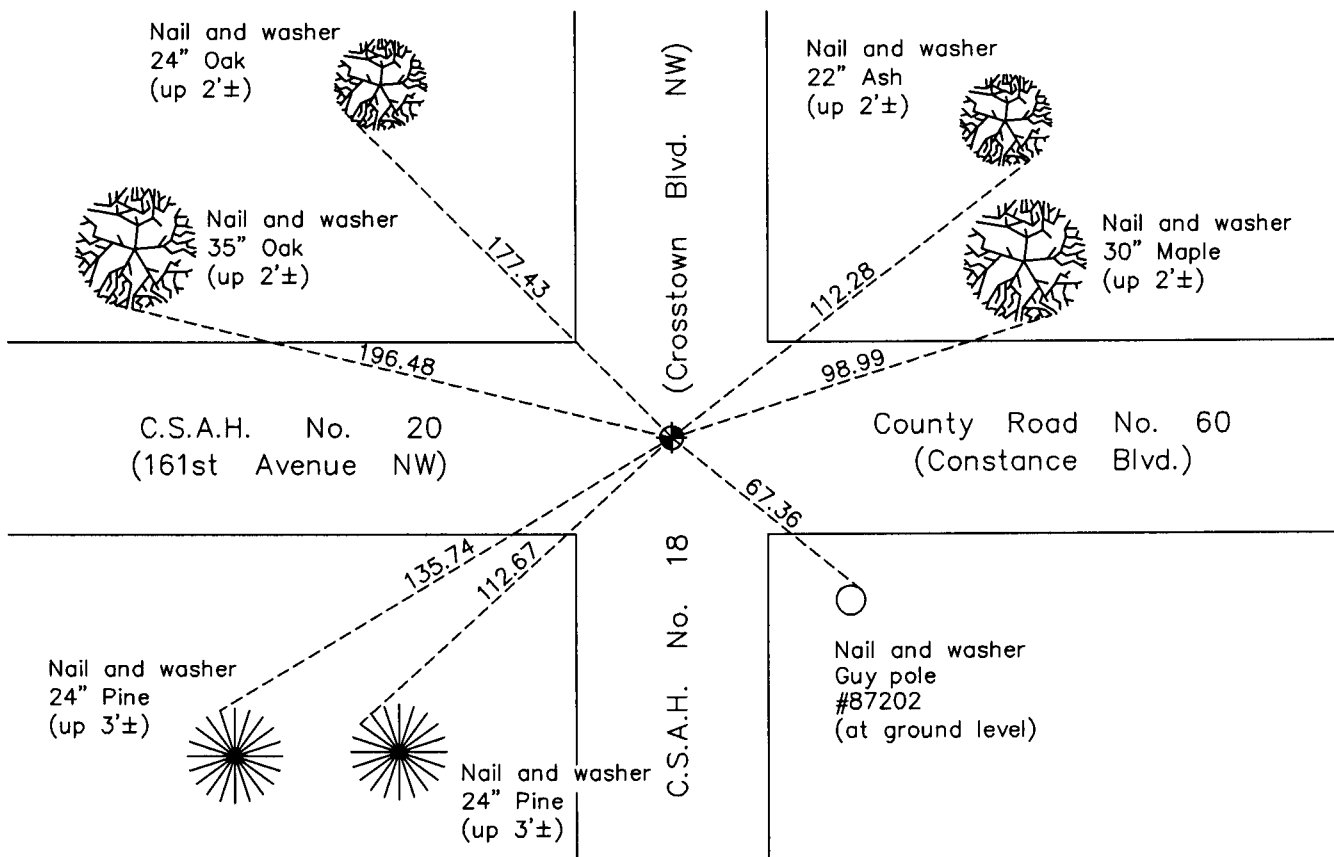 Nail and washer
24" Oak
(up 2'±)
Nail and washer
22" Ash
(up 2'±)
Nail and washer
35" Oak
(up 2'±)
Nail and washer
30" Maple
(up 2'±)
177.43
112.28
196.48
98.99
(Crosstown Blvd. NW)
C.S.A.H. No. 20
(161st Avenue NW)
County Road No. 60
(Constance Blvd.)
67.36
135.74
112.67
C.S.A.H. No. 18
Nail and washer
24" Pine
(up 3'±)
Nail and washer
24" Pine
(up 3'±)
Nail and washer
Guy pole
#87202
(at ground level)